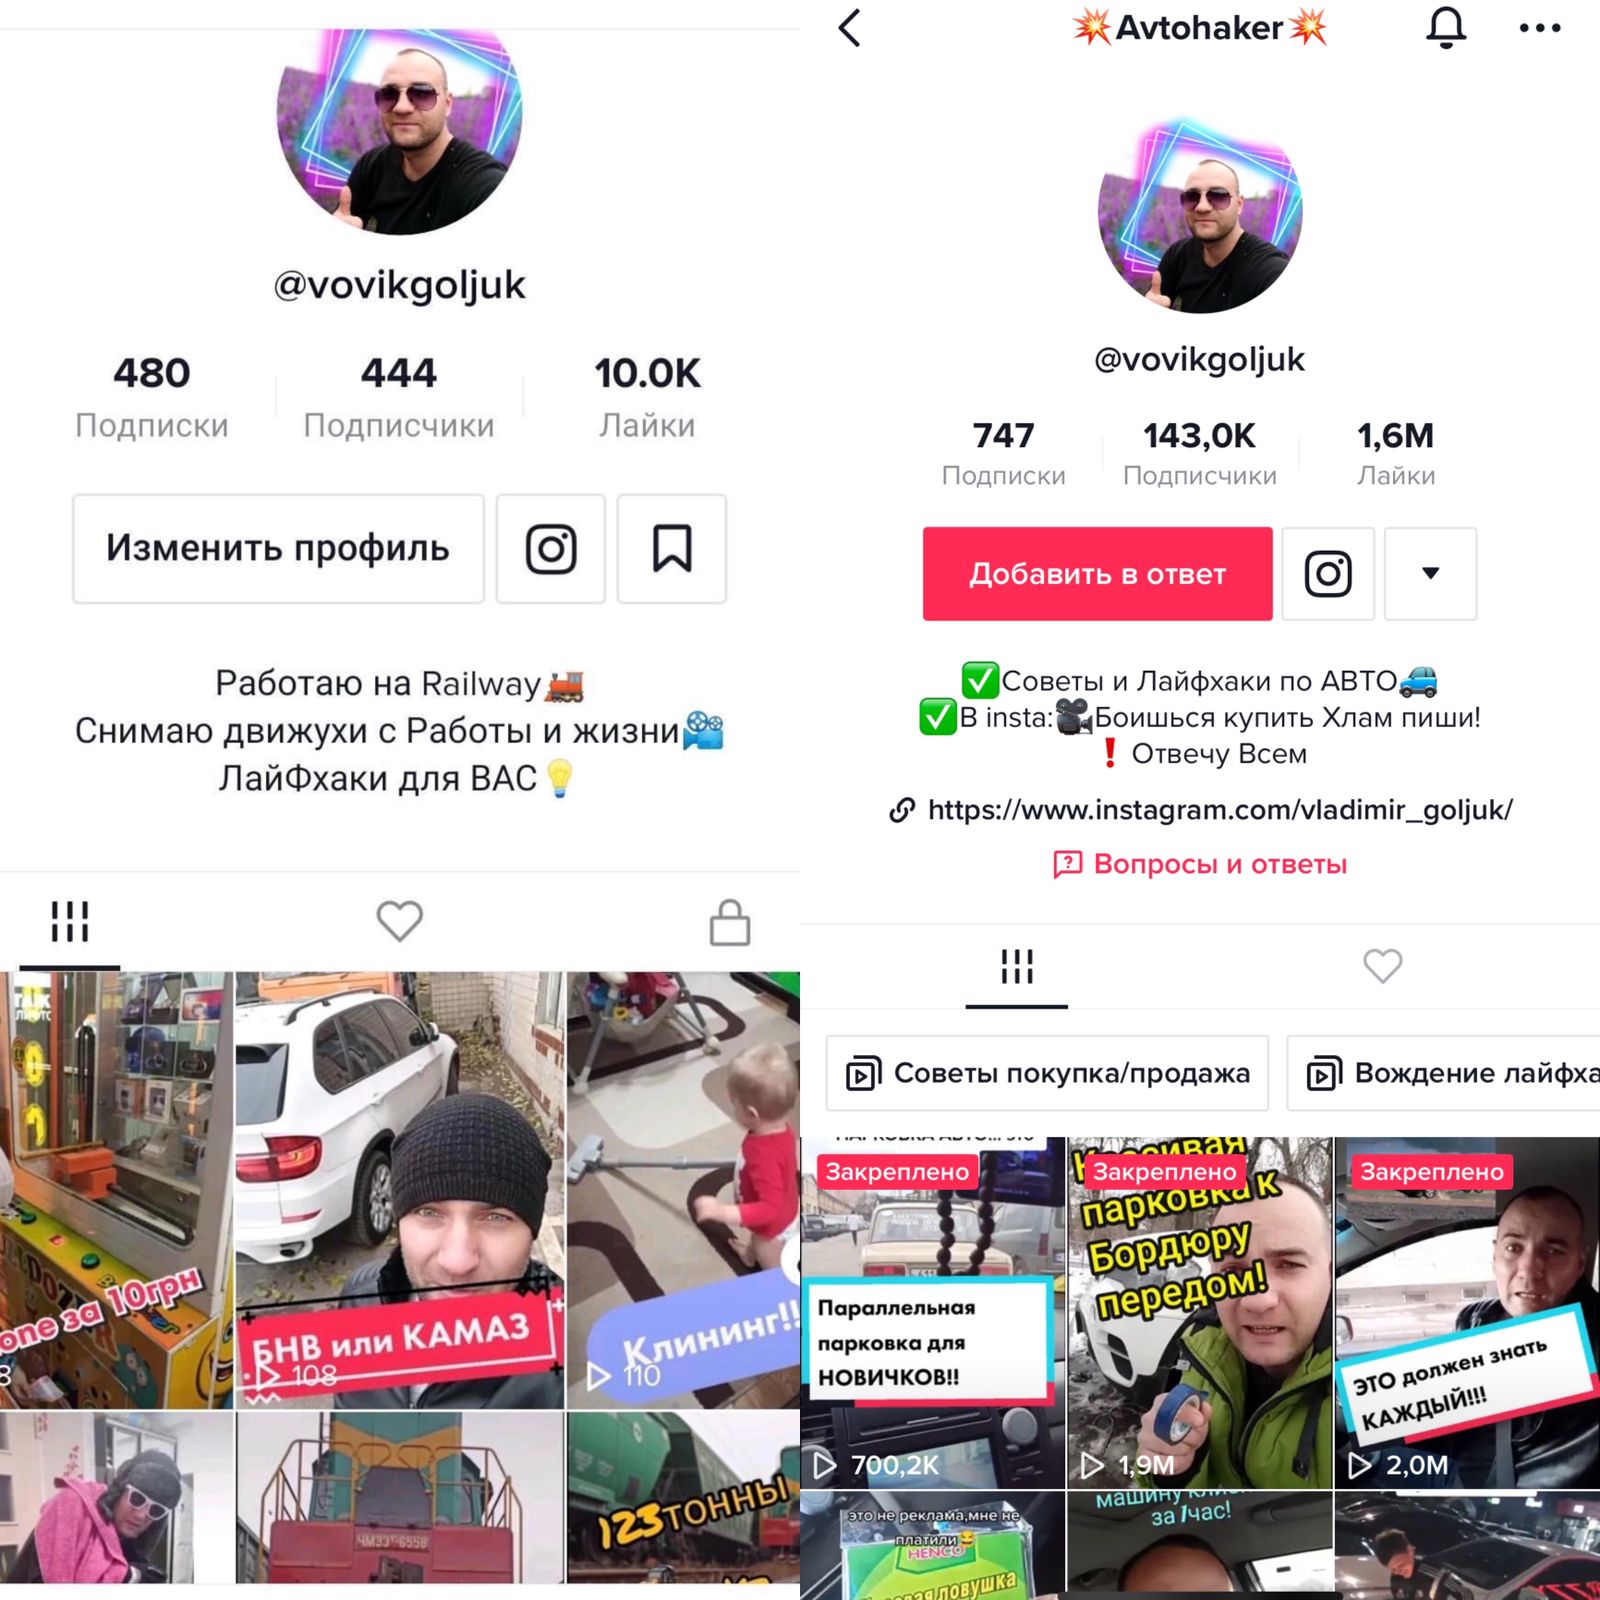 @vovikgoljuk
480
444
10.0K
Подписки
Подписчики
Лайки
Изменить профиль
Работаю на Railway🚂
Снимаю движухи с Работы и жизни🎦
ЛайФхаки для ВАС💡
one за 10грн
8
БНВ или КАМАЗ
108
Клининг!!
110
ЧМЭ3т-6558
123ТОННЫ
💥Avtohaker💥
@vovikgoljuk
747
143,0K
1,6M
Подписки
Подписчики
Лайки
Добавить в ответ
✅Советы и Лайфхаки по АВТО🚙
✅В insta:🎥Боишься купить Хлам пиши!
❗ Отвечу Всем
https://www.instagram.com/vladimir_goljuk/
Вопросы и ответы
Советы покупка/продажа
Вождение лайфха
Закреплено
Параллельная
парковка для
НОВИЧКОВ!!
700,2K
Закреплено
Красивая
парковка к
Бордюру
передом!
1,9M
Закреплено
ЭТО должен знать
КАЖДЫЙ!!!
2,0M
это не реклама,мне не
платили😂
HENCO
ловушка
машину
за 1час!